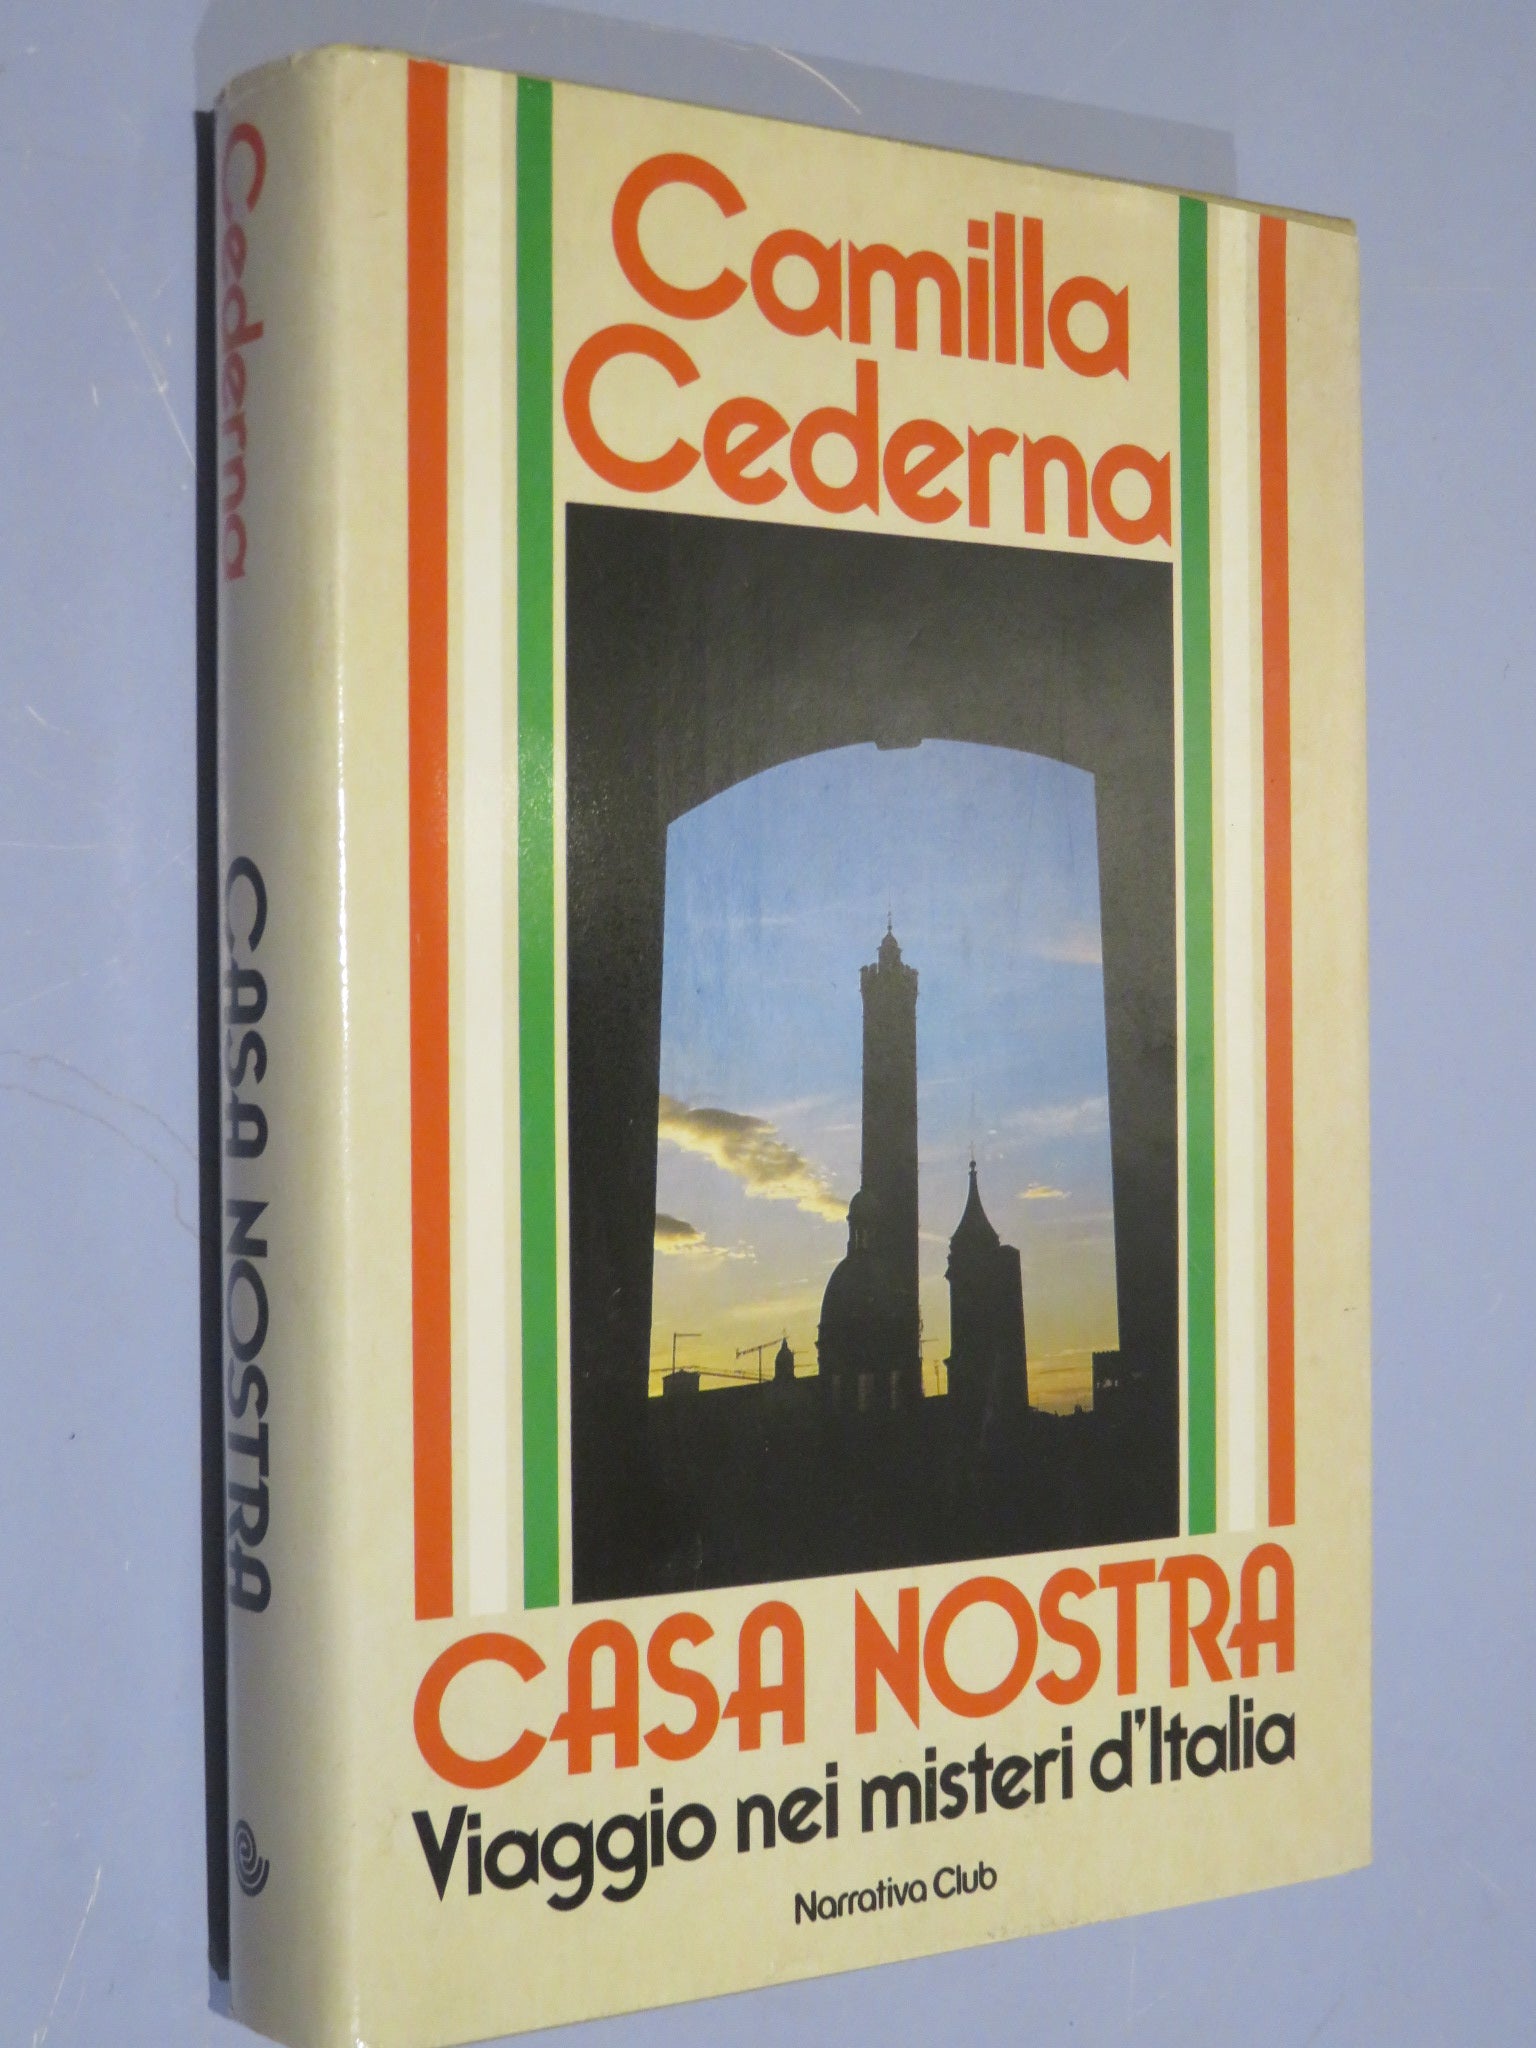 Camilla
Cederna
CASA NOSTRA
Viaggio nei misteri d'Italia
Narrativa Club
Cederna
CASA NOSTRA